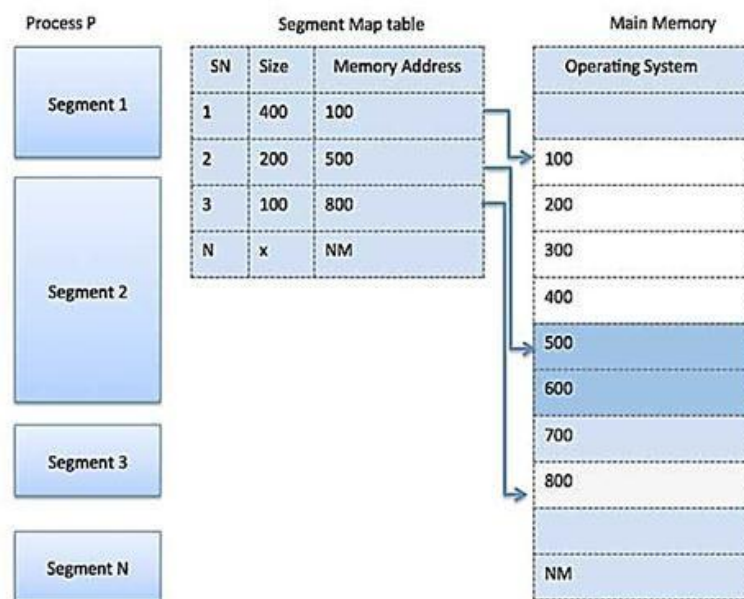 Process P
Segment 1
Segment 2
Segment 3
Segment N
Segment Map table
SN Size Memory Address
1 400 100
2 200 500
3 100 800
N x NM
Main Memory
Operating System
100
200
300
400
500
600
700
800
NM